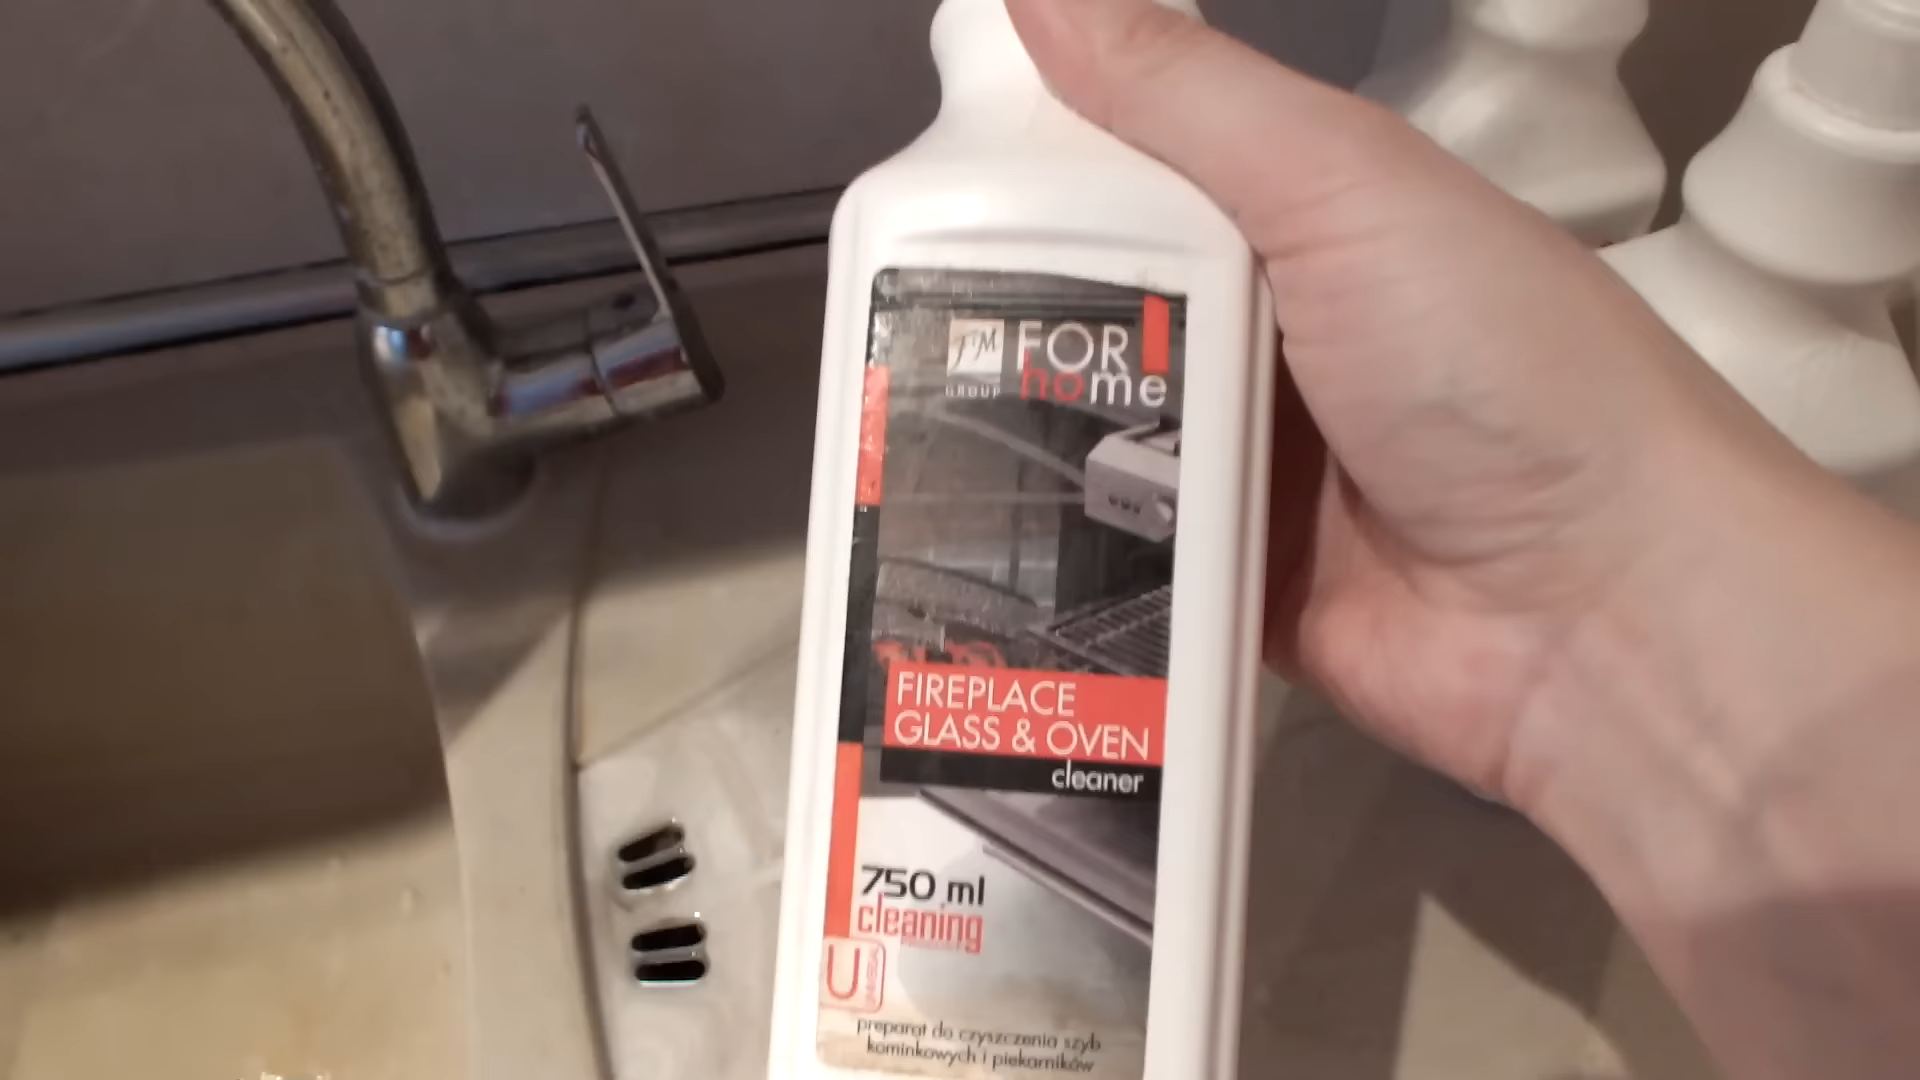 FM
GROUP
FOR
home
FIREPLACE
GLASS & OVEN
cleaner
750 ml
cleaning
U
preparat do czyszczenia szyb
kominkowych i piekarników